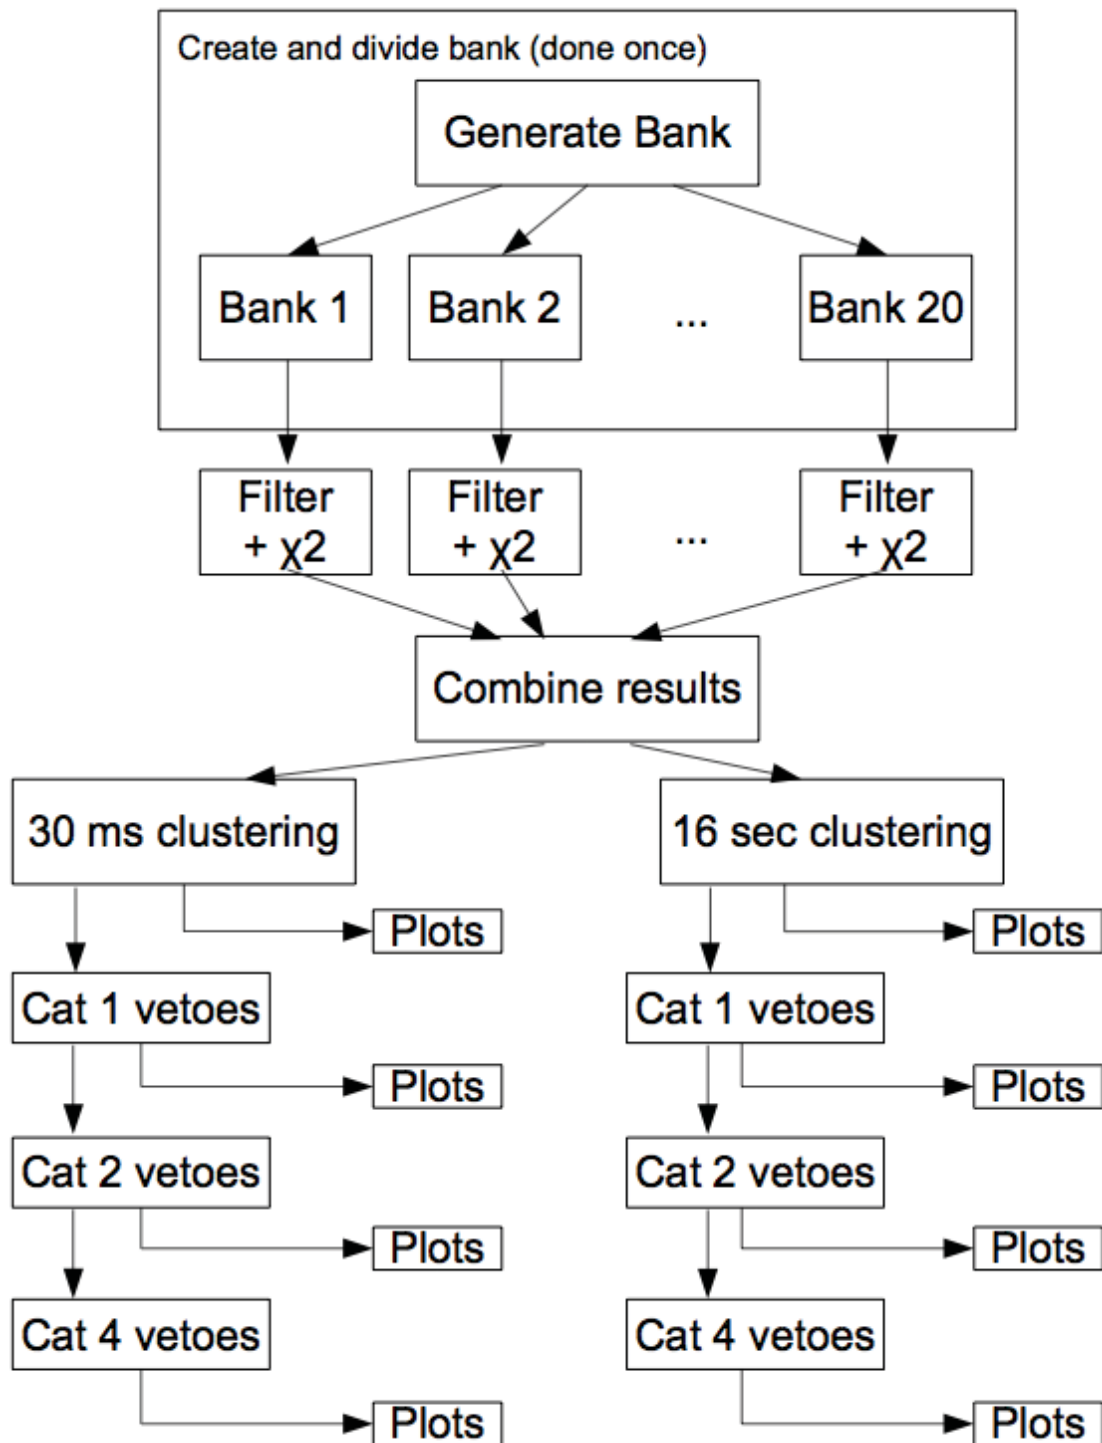 Create and divide bank (done once)
Generate Bank
Bank 1
Bank 2
...
Bank 20
Filter
+ χ2
Filter
+ χ2
...
Filter
+ χ2
Combine results
30 ms clustering
16 sec clustering
Plots
Plots
Cat 1 vetoes
Cat 1 vetoes
Plots
Plots
Cat 2 vetoes
Cat 2 vetoes
Plots
Plots
Cat 4 vetoes
Cat 4 vetoes
Plots
Plots